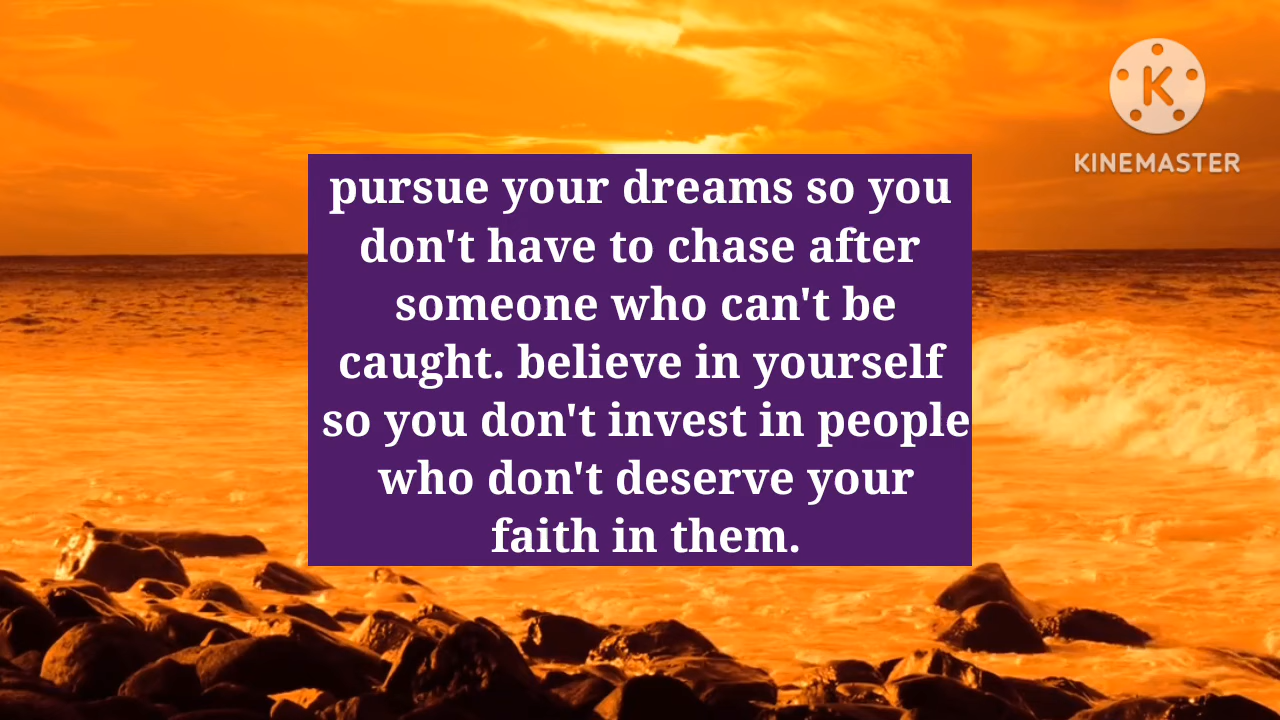 K
KINEMASTER
pursue your dreams so you
don't have to chase after
someone who can't be
caught. believe in yourself
so you don't invest in people
who don't deserve your
faith in them.